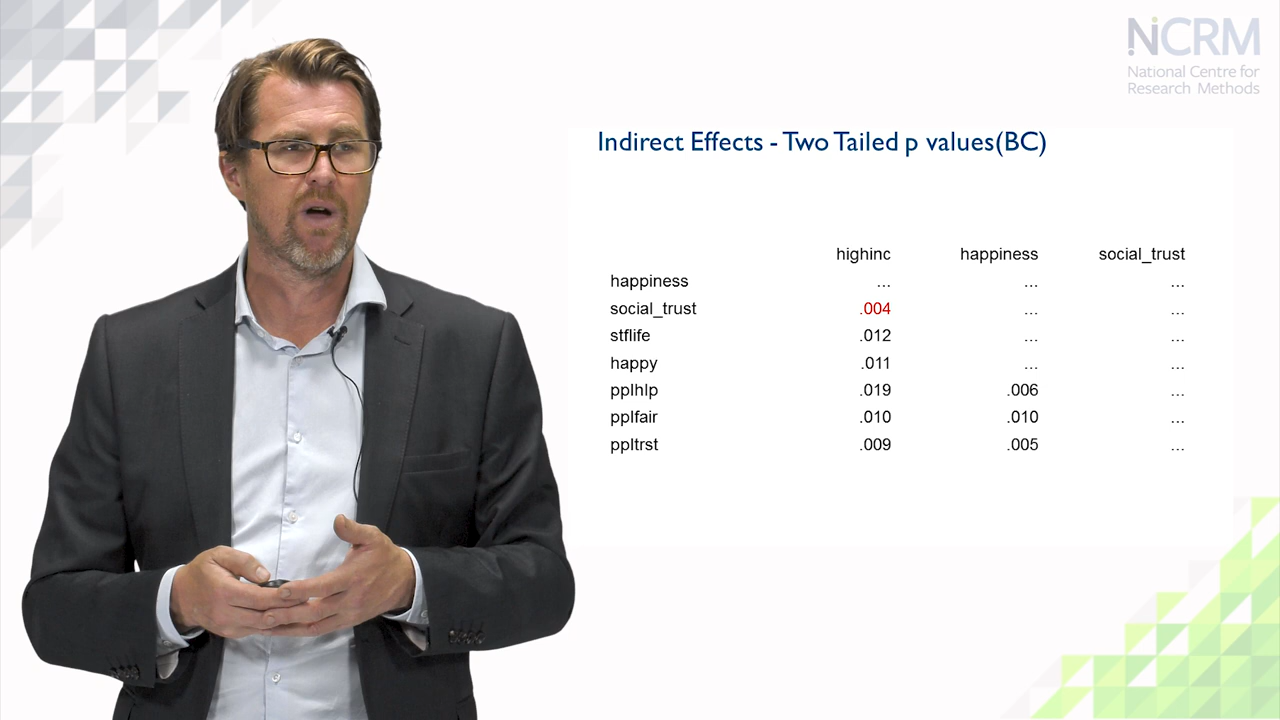 NCRM
National Centre for
Research Methods
Indirect Effects - Two Tailed p values(BC)
highinc happiness social_trust
happiness ... ... ...
social_trust .004 ... ...
stflife .012 ... ...
happy .011 ... ...
pplhlp .019 .006 ...
pplfair .010 .010 ...
ppltrst .009 .005 ...